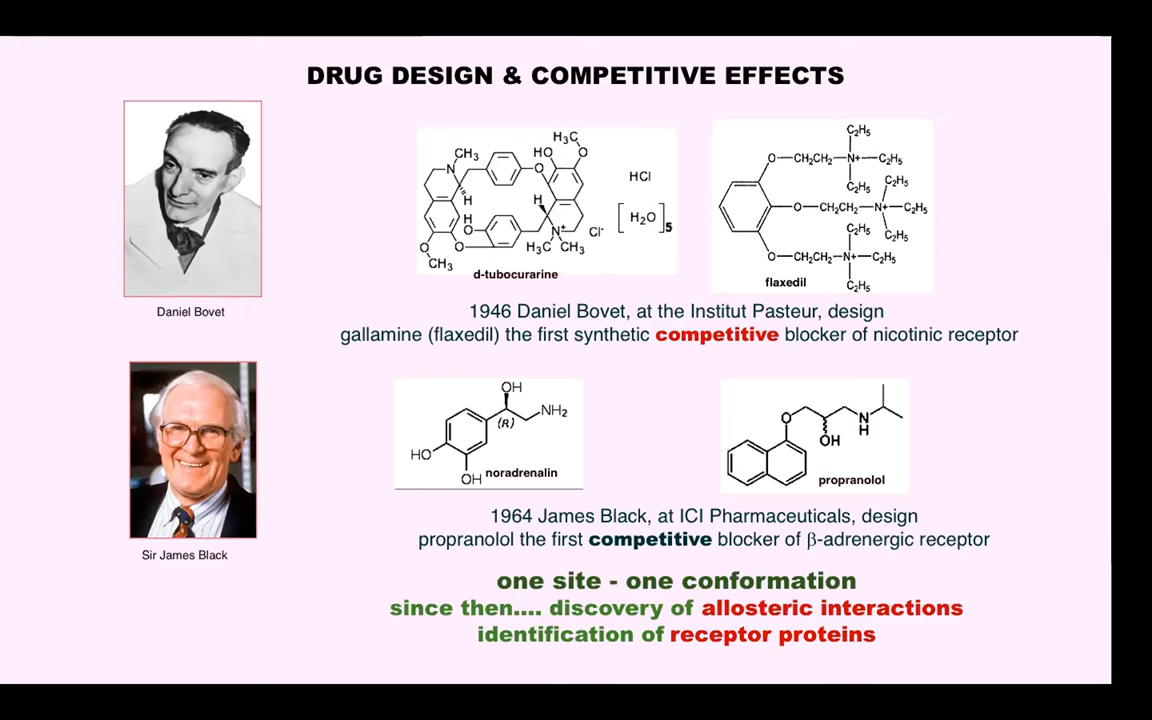 DRUG DESIGN & COMPETITIVE EFFECTS
Daniel Bovet
CH₃
N
H
H₃C
O
HO
O
H
N⁺
H₃C CH₃
Cl⁻
H
O
O
O
CH₃
HCl
[H₂O]5
d-tubocurarine
C₂H₅
O—CH₂CH₂—N+—C₂H₅
C₂H₅
C₂H₅
O—CH₂CH₂—N+—C₂H₅
C₂H₅
C₂H₅
O—CH₂CH₂—N+—C₂H₅
C₂H₅
flaxedil
1946 Daniel Bovet, at the Institut Pasteur, design
gallamine (flaxedil) the first synthetic competitive blocker of nicotinic receptor
Sir James Black
OH
NH₂
(R)
HO
OH
noradrenalin
O
N
H
OH
propranolol
1964 James Black, at ICI Pharmaceuticals, design
propranolol the first competitive blocker of β-adrenergic receptor
one site - one conformation
since then.... discovery of allosteric interactions
identification of receptor proteins